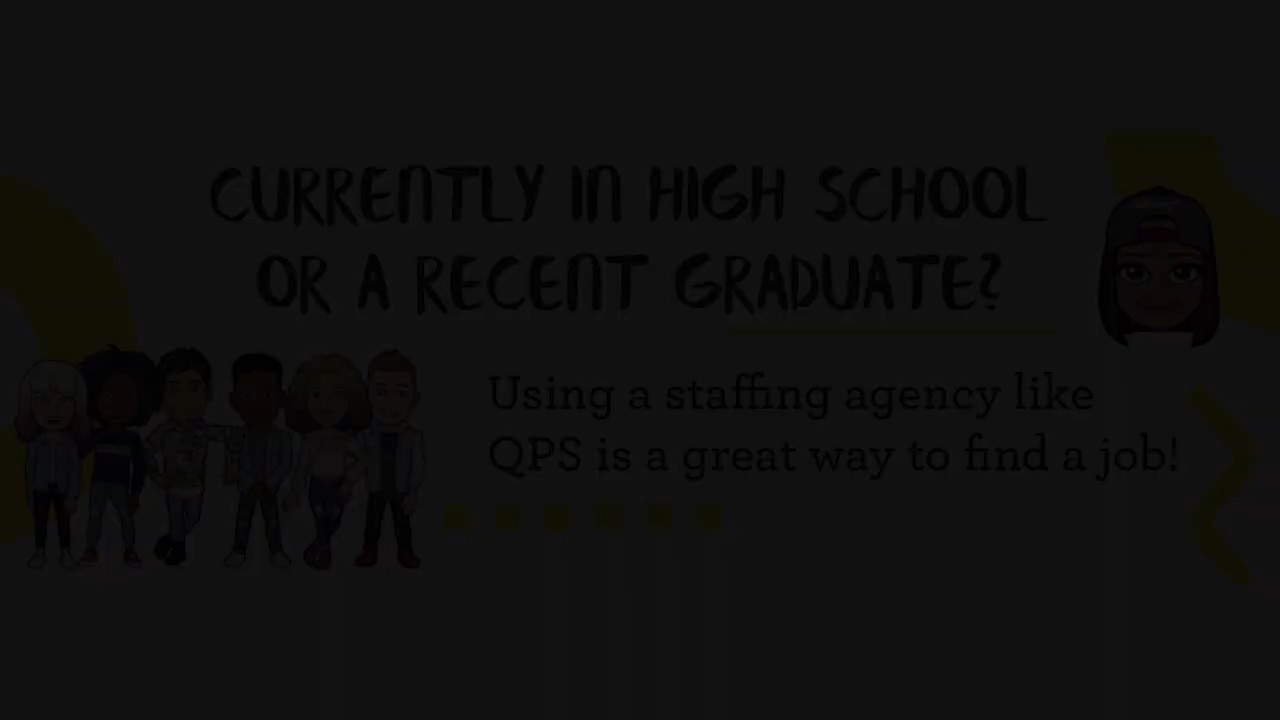 CURRENTLY IN HIGH SCHOOL
OR A RECENT GRADUATE?
Using a staffing agency like
QPS is a great way to find a job!